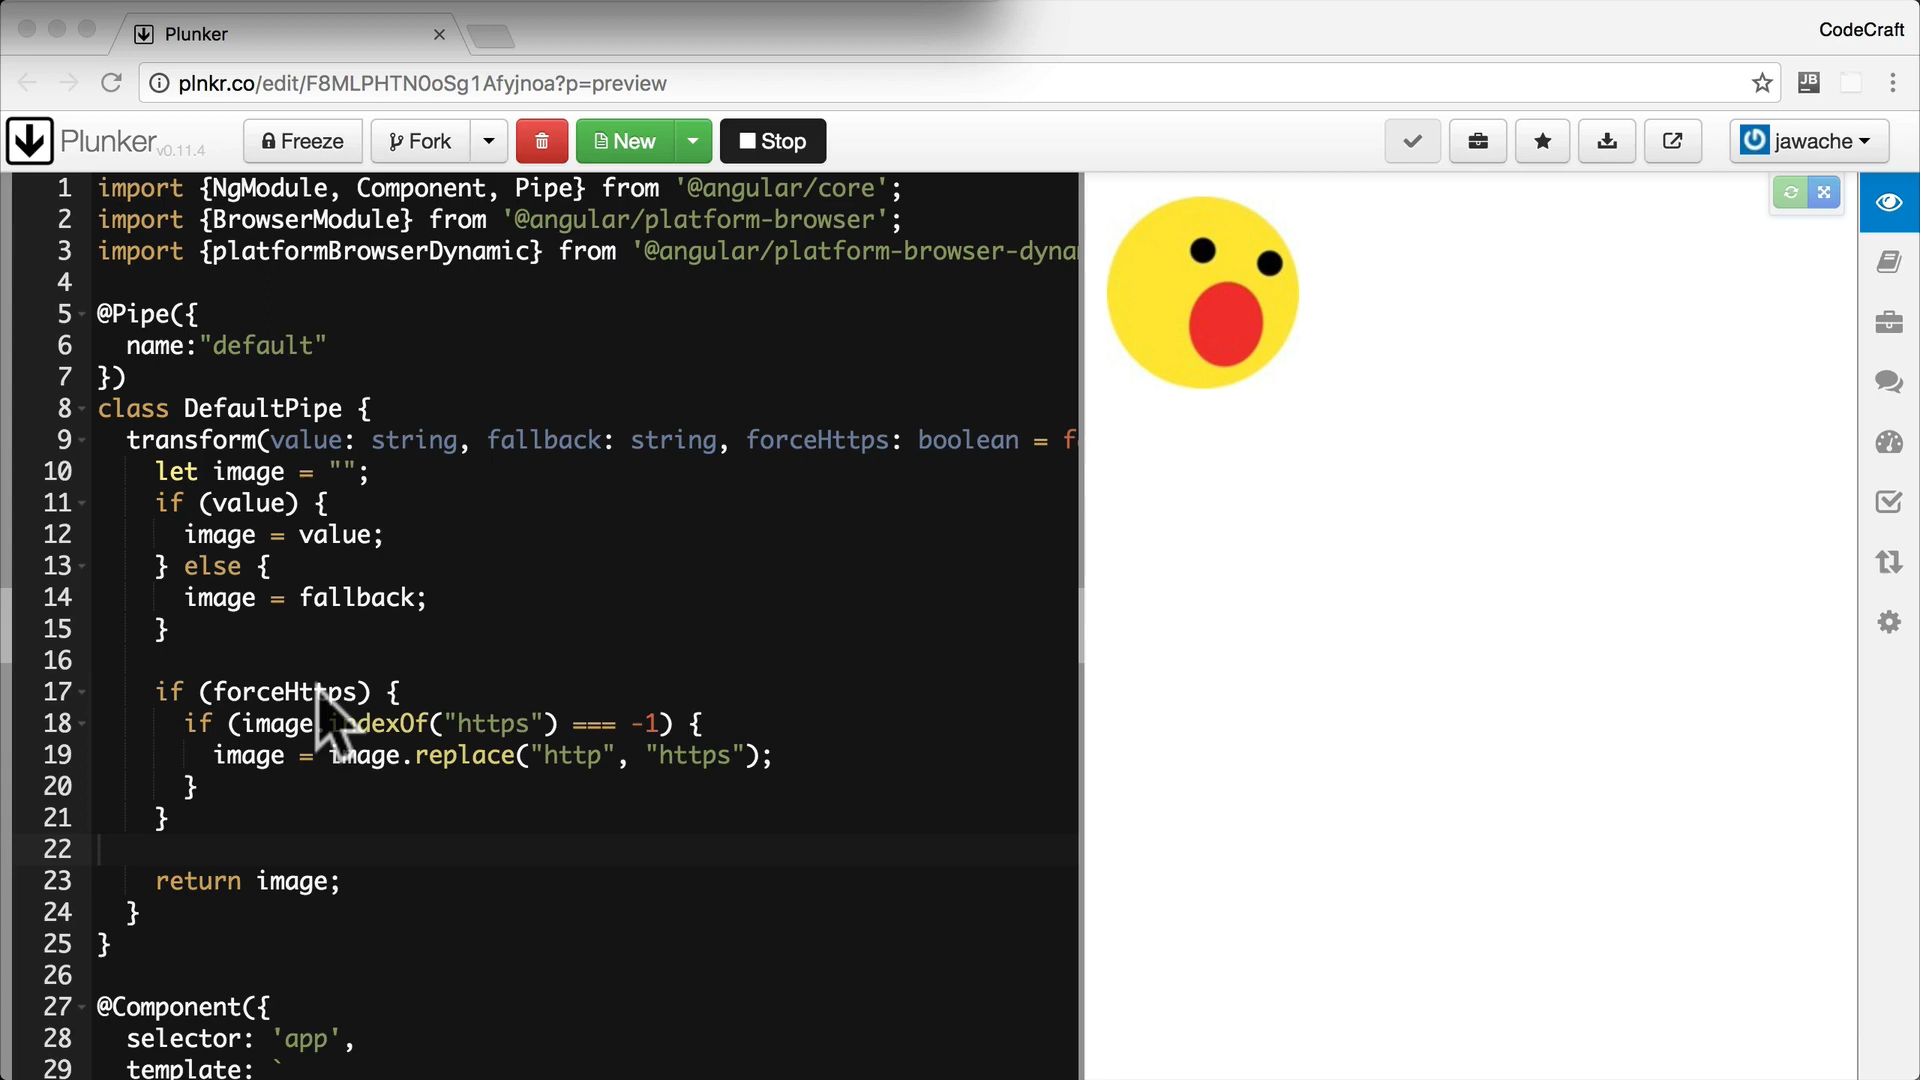 Plunker
CodeCraft
plnkr.co/edit/F8MLPHTN0oSg1Afyjnoa?p=preview
JB
Plunker v0.11.4
Freeze
Fork
New
Stop
jawache
1 import {NgModule, Component, Pipe} from '@angular/core';
2 import {BrowserModule} from '@angular/platform-browser';
3 import {platformBrowserDynamic} from '@angular/platform-browser-dyna
4
5 @Pipe({
6 name:"default"
7 })
8 class DefaultPipe {
9 transform(value: string, fallback: string, forceHttps: boolean = f
10 let image = "";
11 if (value) {
12 image = value;
13 } else {
14 image = fallback;
15 }
16
17 if (forceHttps) {
18 if (image.indexOf("https") === -1) {
19 image = image.replace("http", "https");
20 }
21 }
22
23 return image;
24 }
25 }
26
27 @Component({
28 selector: 'app',
29 template: `